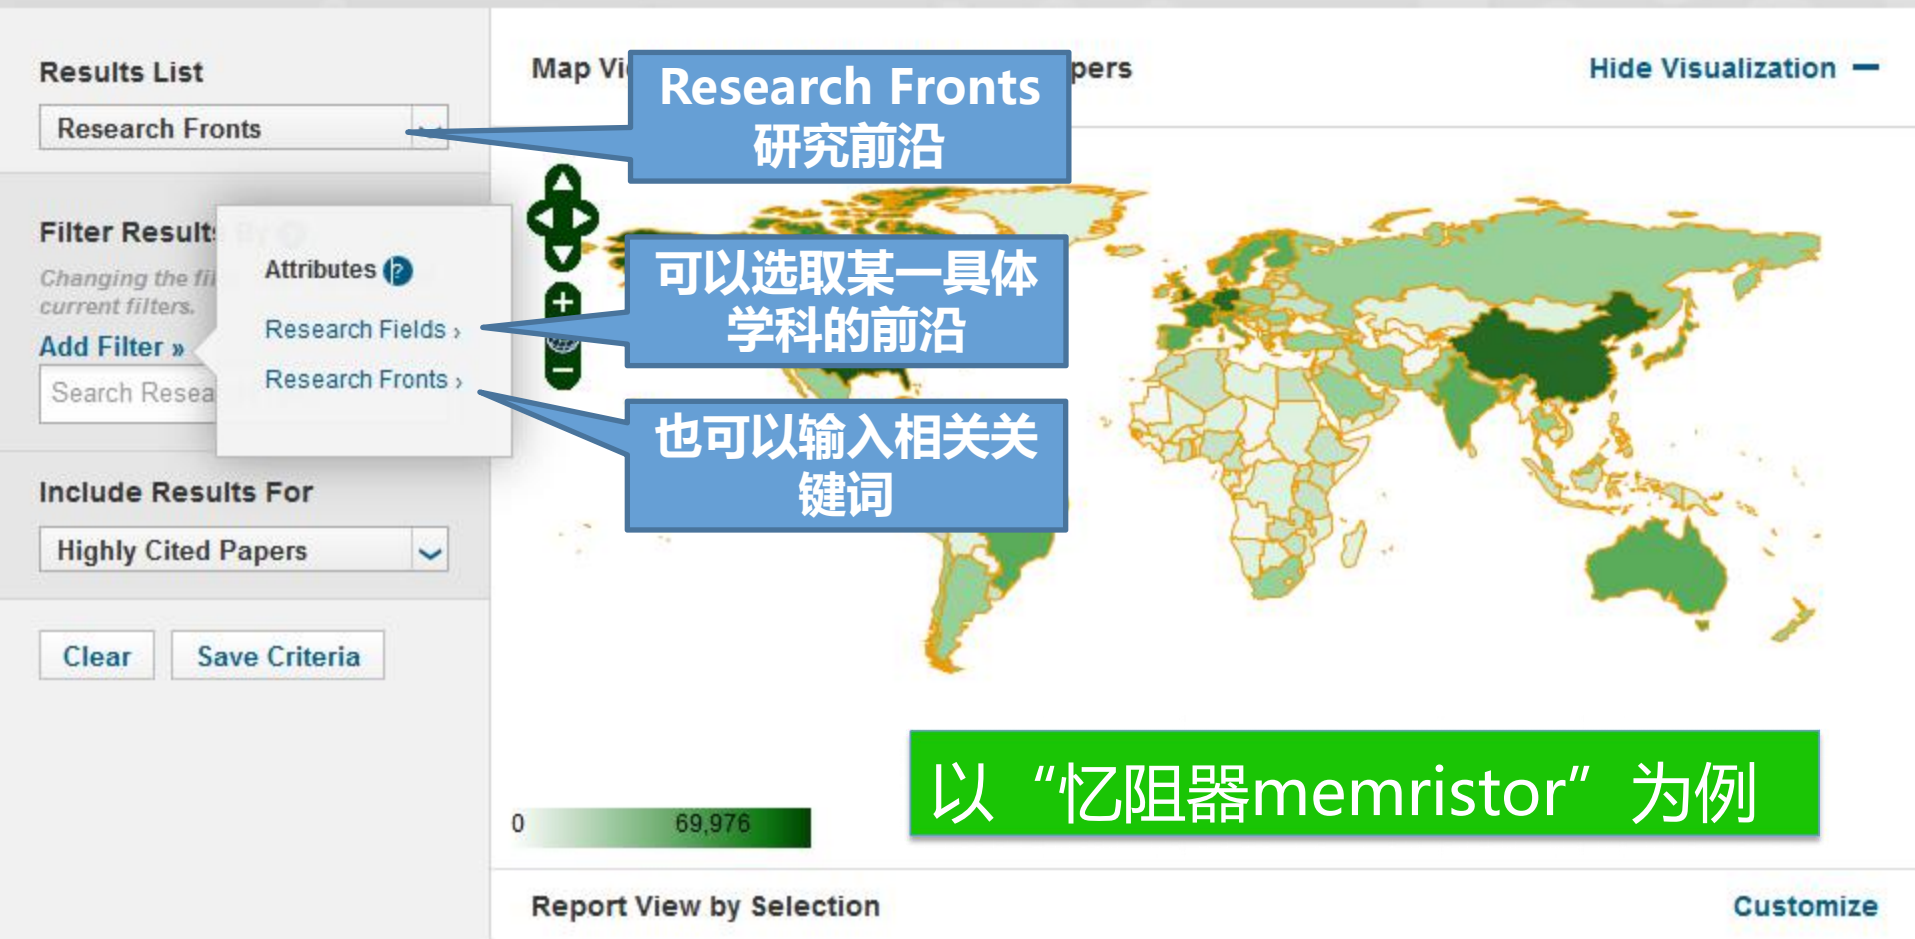 Results List
Research Fronts
Filter Results
Changing the fil
current filters.
Add Filter »
Search Resea
Attributes ?
Research Fields ›
Research Fronts ›
Include Results For
Highly Cited Papers
Clear
Save Criteria
Map Vi
pers
Hide Visualization —
Research Fronts
研究前沿
可以选取某一具体
学科的前沿
也可以输入相关关
键词
+
−
0
69,976
以“忆阻器memristor”为例
Report View by Selection
Customize